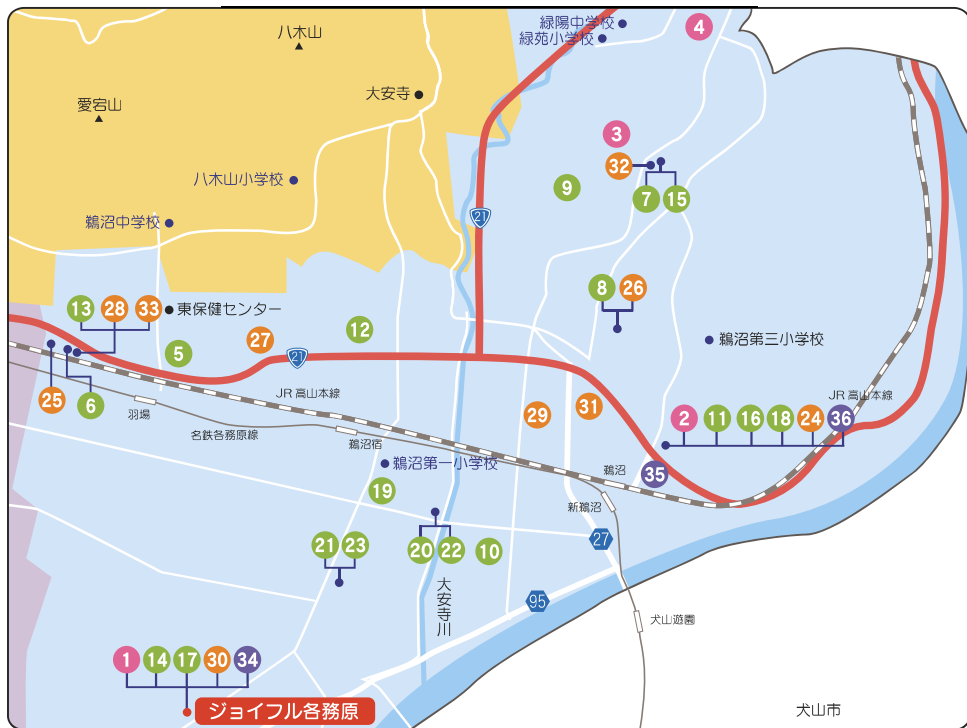 緑陽中学校
緑苑小学校
4
八木山
大安寺
愛宕山
3
32
7
15
9
八木山小学校
鵜沼中学校
21
8
26
13
28
33
東保健センター
27
12
5
21
鵜沼第三小学校
25
6
JR高山本線
羽場
名鉄各務原線
鵜沼宿
29
31
JR高山本線
2
11
16
18
24
36
鵜沼第一小学校
鵜沼
35
19
新鵜沼
21
23
20
22
10
27
大安寺川
95
犬山遊園
1
14
17
30
34
ジョイフル各務原
犬山市